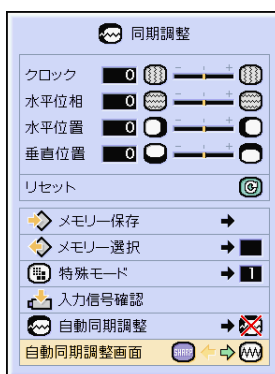 同期調整
クロック 0 − +
水平位相 0 − +
水平位置 0 − +
垂直位置 0 − +
リセット
メモリー保存
メモリー選択
特殊モード 1
入力信号確認
自動同期調整
自動同期調整画面 SHARP